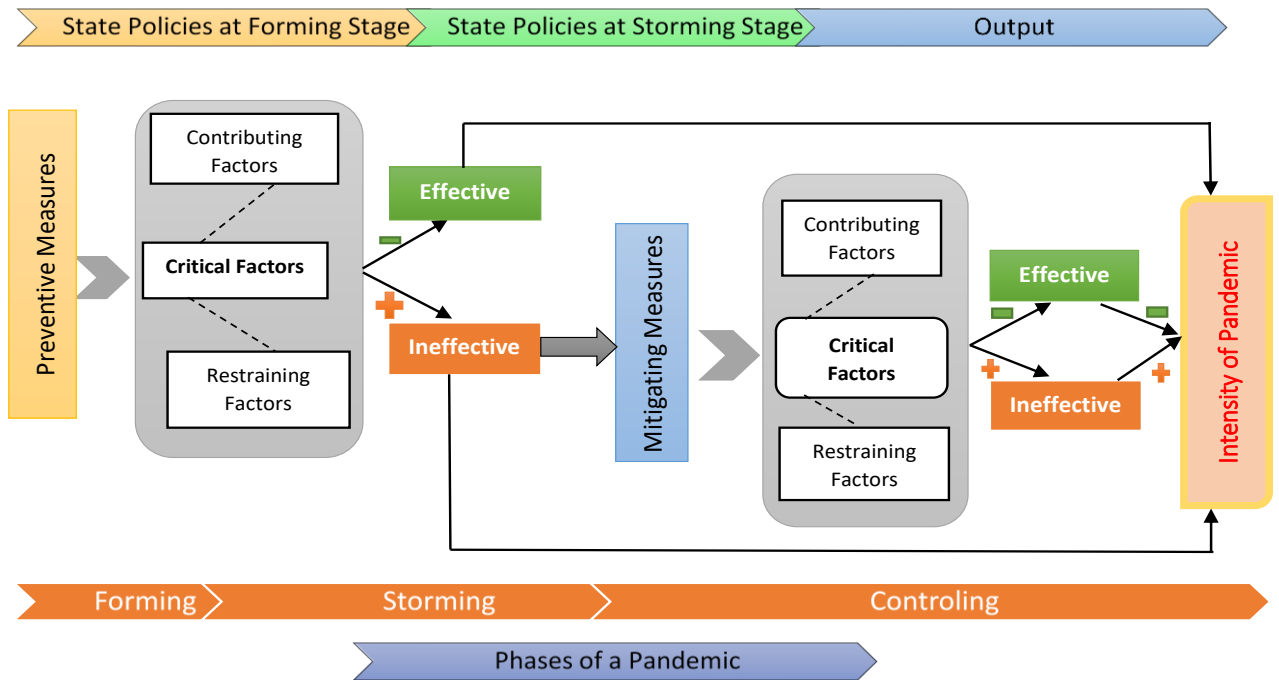 State Policies at Forming Stage
State Policies at Storming Stage
Output
Preventive Measures
Contributing
Factors
Critical Factors
Restraining
Factors
Effective
Ineffective
Mitigating Measures
Contributing
Factors
Critical
Factors
Restraining
Factors
Effective
Ineffective
Intensity of Pandemic
Forming
Storming
Controling
Phases of a Pandemic